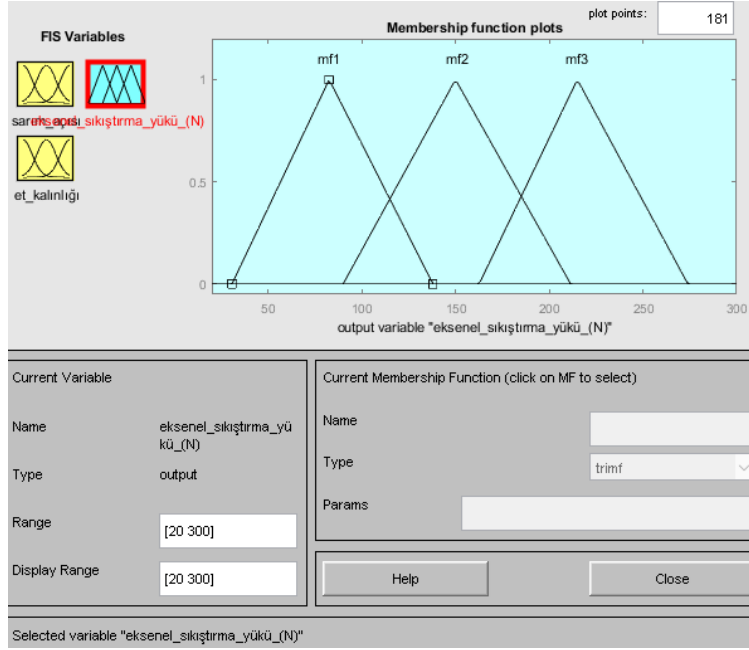 plot points:
181
FIS Variables
Membership function plots
mf1
mf2
mf3
eksenel_sıkıştırma_yükü_(N)
et_kalınlığı
1
0.5
0
50
100
150
200
250
300
output variable "eksenel_sıkıştırma_yükü_(N)"
Current Variable
Name
eksenel_sıkıştırma_yü
kü_(N)
Type
output
Range
[20 300]
Display Range
[20 300]
Current Membership Function (click on MF to select)
Name
Type
trimf
Params
Help
Close
Selected variable "eksenel_sıkıştırma_yükü_(N)"